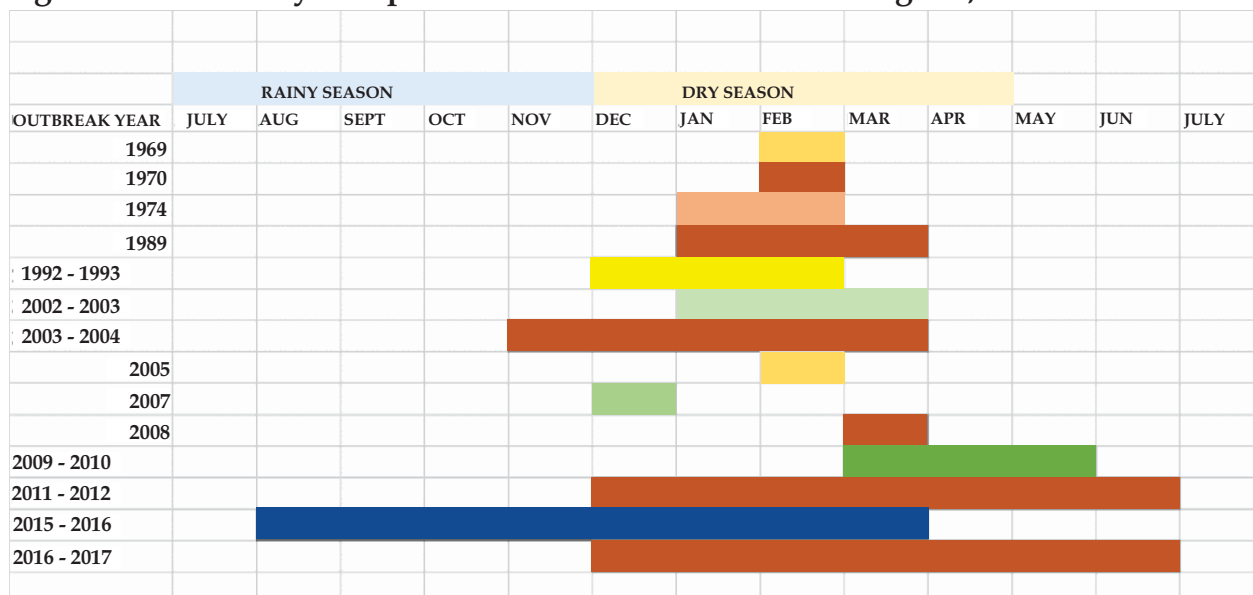 RAINY SEASON DRY SEASON
OUTBREAK YEAR JULY AUG SEPT OCT NOV DEC JAN FEB MAR APR MAY JUN JULY
1969
1970
1974
1989
1992 - 1993
2002 - 2003
2003 - 2004
2005
2007
2008
2009 - 2010
2011 - 2012
2015 - 2016
2016 - 2017